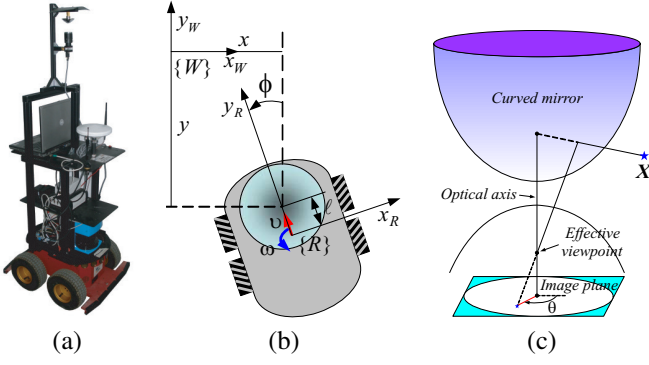 y_W
x
{W}
x_W
ϕ
y_R
y
Curved mirror
X
Optical axis
ℓ
x_R
υ
ω
{R}
Effective
viewpoint
Image plane
θ
(a)
(b)
(c)